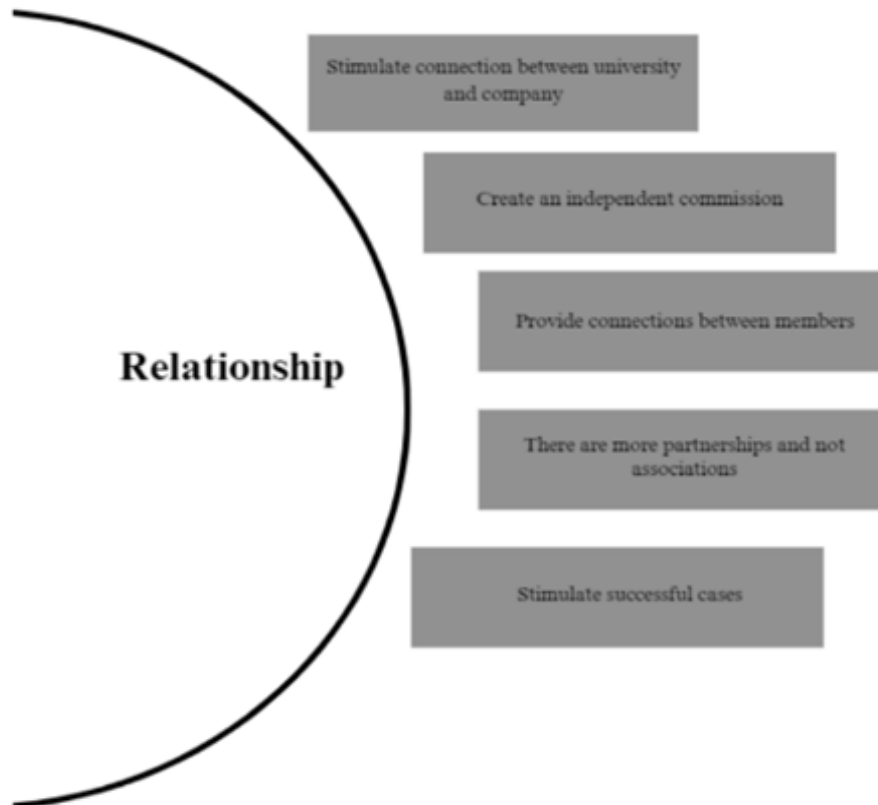 Stimulate connection between university
and company
Create an independent commission
Provide connections between members
Relationship
There are more partnerships and not
associations
Stimulate successful cases